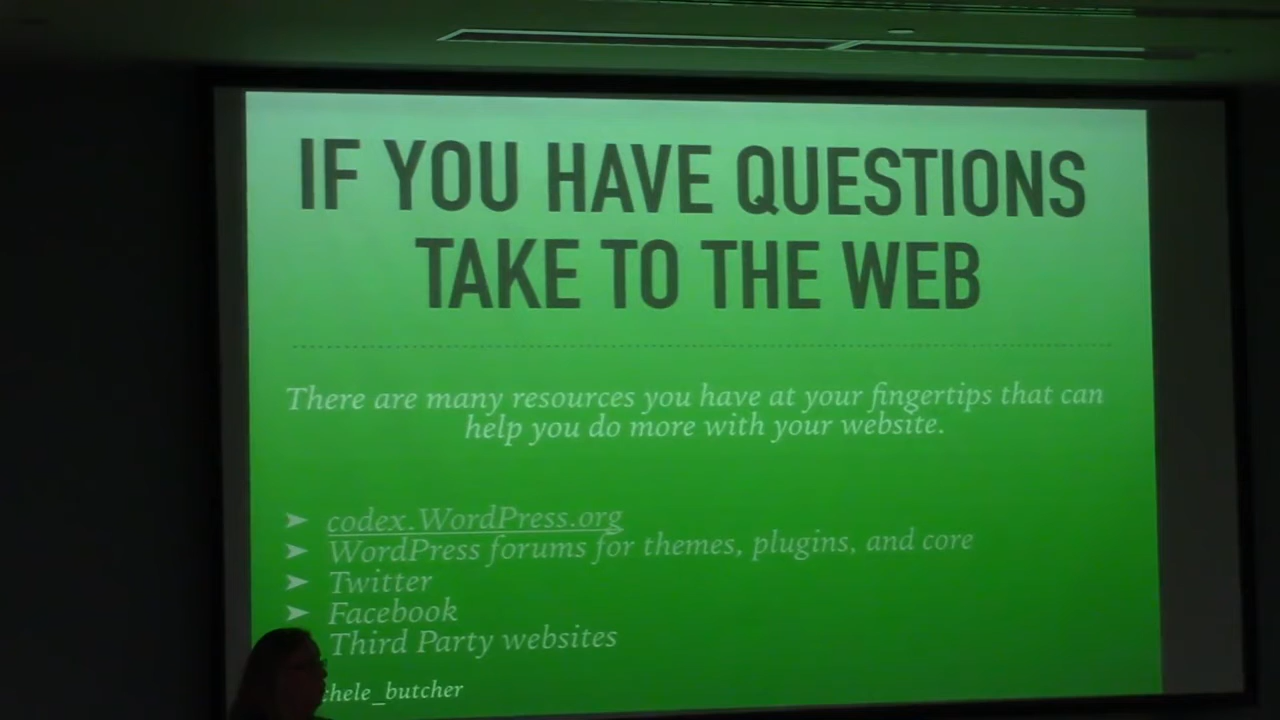 IF YOU HAVE QUESTIONS
TAKE TO THE WEB
There are many resources you have at your fingertips that can
help you do more with your website.
➤ codex.WordPress.org
➤ WordPress forums for themes, plugins, and core
➤ Twitter
➤ Facebook
Third Party websites
chele_butcher